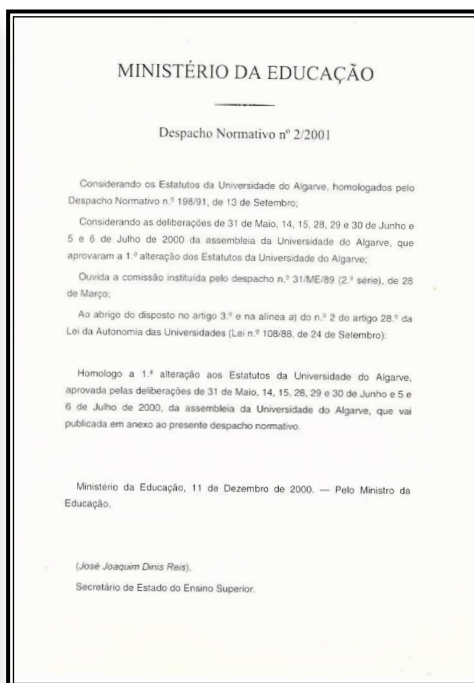 MINISTÉRIO DA EDUCAÇÃO
Despacho Normativo nº 2/2001
Considerando os Estatutos da Universidade do Algarve, homologados pelo
Despacho Normativo n.º 198/91, de 13 de Setembro;
Considerando as deliberações de 31 de Maio, 14, 15, 28, 29 e 30 de Junho e
5 e 6 de Julho de 2000 da assembleia da Universidade do Algarve, que
aprovaram a 1.ª alteração dos Estatutos da Universidade do Algarve;
Ouvida a comissão instituída pelo despacho n.º 31/ME/89 (2.ª série), de 28
de Março;
Ao abrigo do disposto no artigo 3.º e na alínea a) do n.º 2 do artigo 28.º da
Lei da Autonomia das Universidades (Lei n.º 108/88, de 24 de Setembro):
Homologo a 1.ª alteração aos Estatutos da Universidade do Algarve,
aprovada pelas deliberações de 31 de Maio, 14, 15, 28, 29 e 30 de Junho e 5 e
6 de Julho de 2000, da assembleia da Universidade do Algarve, que vai
publicada em anexo ao presente despacho normativo.
Ministério da Educação, 11 de Dezembro de 2000. — Pelo Ministro da
Educação,
(José Joaquim Dinis Reis).
Secretário de Estado do Ensino Superior.